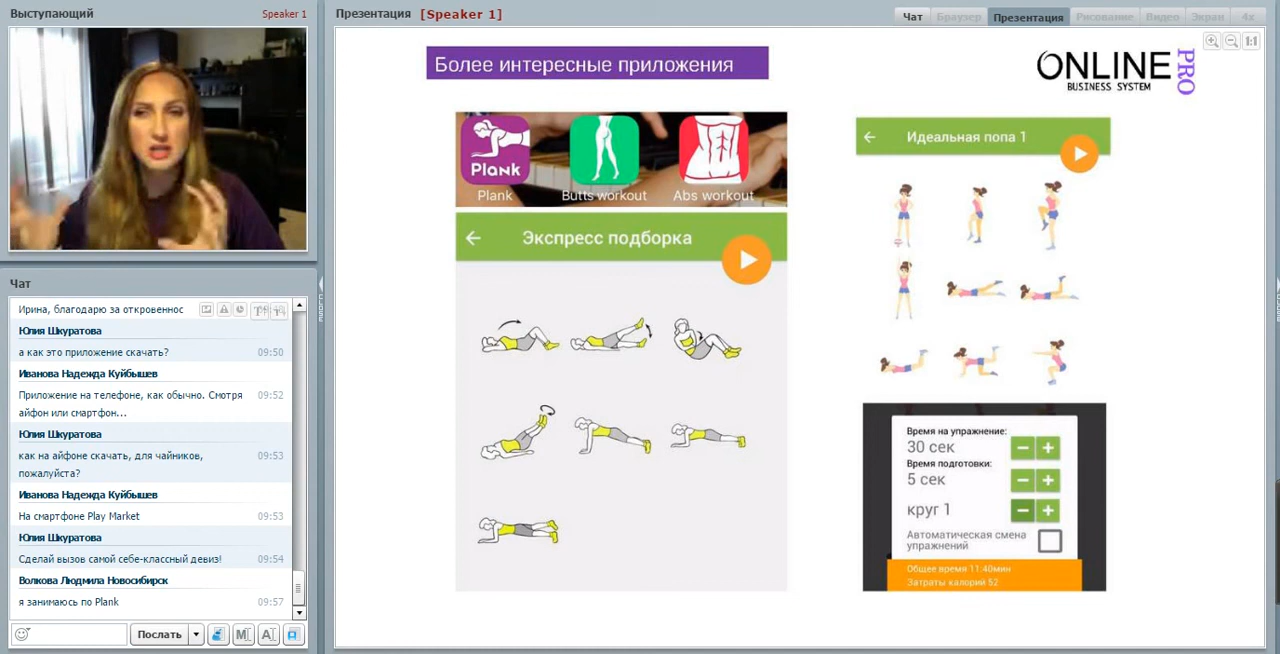 Выступающий
Speaker 1
Презентация [Speaker 1]
Чат
Браузер
Презентация
Рисование
Видео
Экран
4x
1:1
Более интересные приложения
ONLINE
BUSINESS SYSTEM
PRO
Plank
Plank
Butts workout
Abs workout
Экспресс подборка
Идеальная попа 1
Время на упражнение:
30 сек
Время подготовки:
5 сек
круг 1
Автоматическая смена
упражнений
Общее время 11:40мин
Затраты калорий 52
Чат
Ирина, благодарю за откровеннос
Юлия Шкуратова
а как это приложение скачать? 09:50
Иванова Надежда Куйбышев
Приложение на телефоне, как обычно. Смотря 09:52
айфон или смартфон...
Юлия Шкуратова
как на айфоне скачать, для чайников, 09:53
пожалуйста?
Иванова Надежда Куйбышев
На смартфоне Play Market 09:53
Юлия Шкуратова
Сделай вызов самой себе-классный девиз! 09:54
Волкова Людмила Новосибирск
я занимаюсь по Plank 09:57
Послать